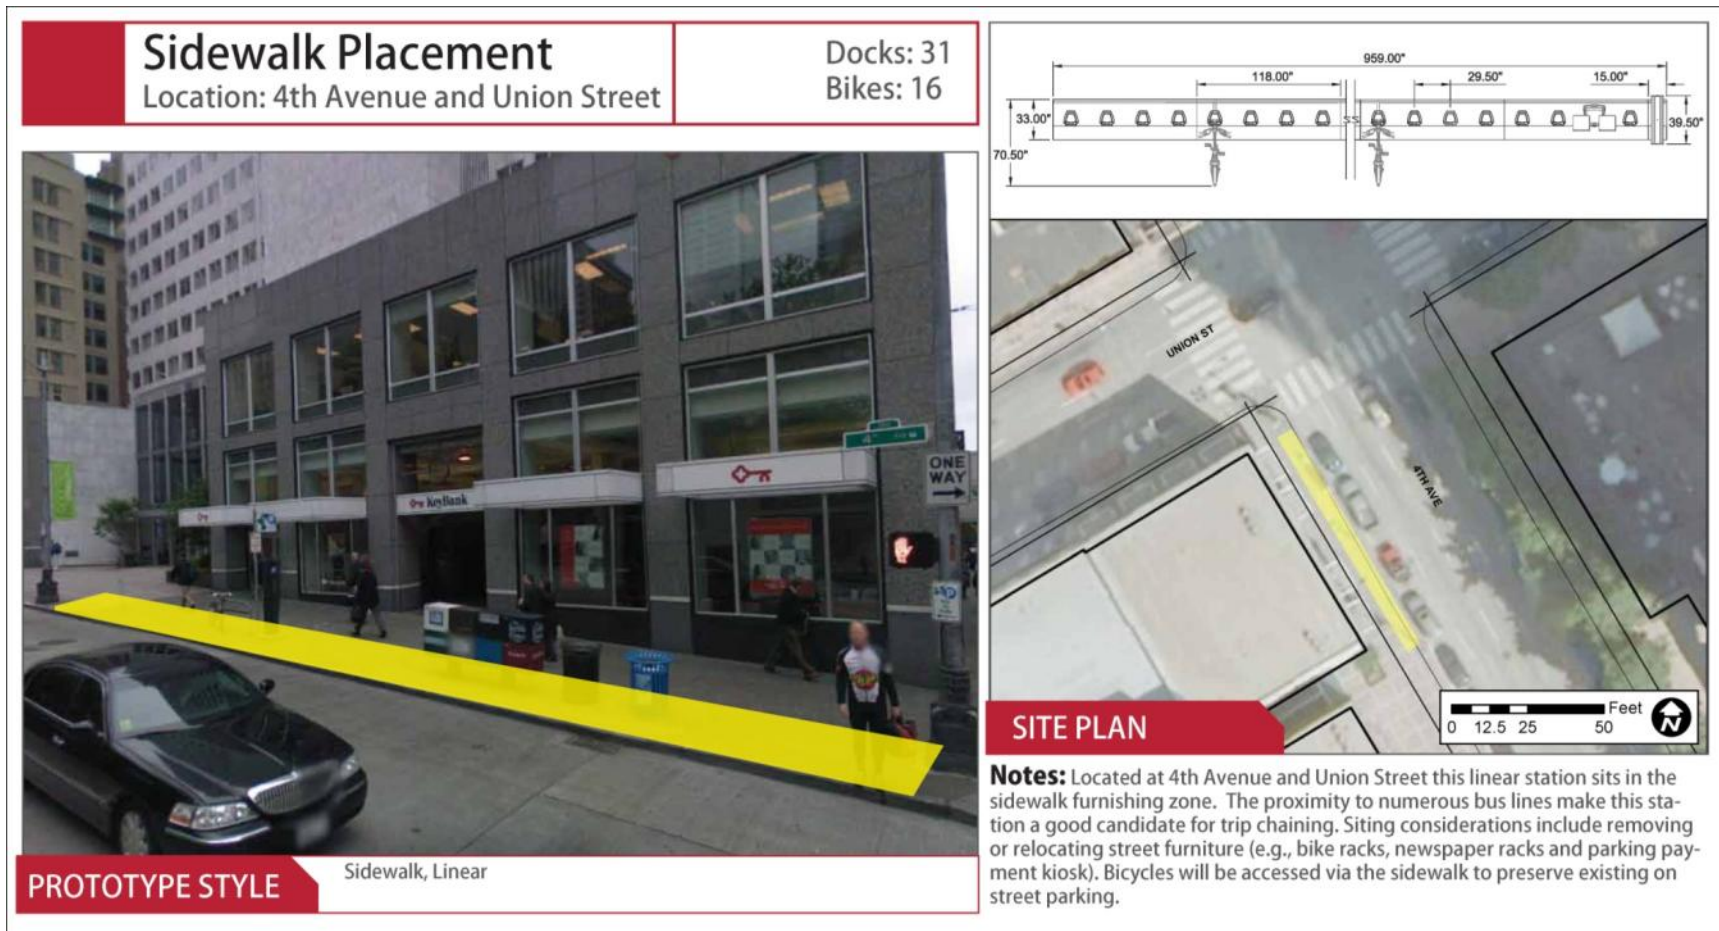 Sidewalk Placement
Location: 4th Avenue and Union Street
Docks: 31
Bikes: 16
959.00"
118.00"
29.50"
15.00"
33.00"
39.50"
70.50"
KeyBank
ONE
WAY
UNION ST
4TH AVE
SITE PLAN
Feet
0 12.5 25 50
N
Notes: Located at 4th Avenue and Union Street this linear station sits in the
sidewalk furnishing zone. The proximity to numerous bus lines make this sta-
tion a good candidate for trip chaining. Siting considerations include removing
or relocating street furniture (e.g., bike racks, newspaper racks and parking pay-
ment kiosk). Bicycles will be accessed via the sidewalk to preserve existing on
street parking.
PROTOTYPE STYLE
Sidewalk, Linear